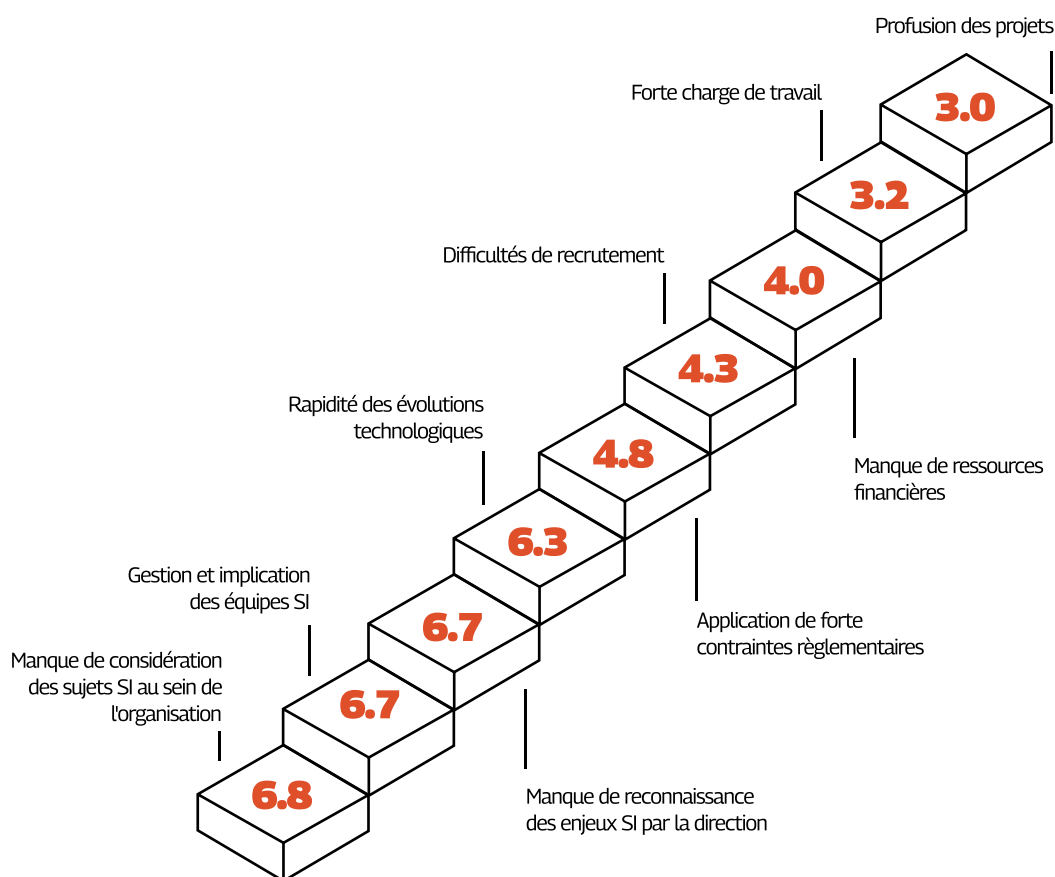 Profusion des projets
3.0
Forte charge de travail
3.2
4.0
Difficultés de recrutement
4.3
Rapidité des évolutions
technologiques
4.8
Manque de ressources
financières
6.3
Gestion et implication
des équipes SI
6.7
Application de forte
contraintes règlementaires
Manque de considération
des sujets SI au sein de
l'organisation
6.7
6.8
Manque de reconnaissance
des enjeux SI par la direction